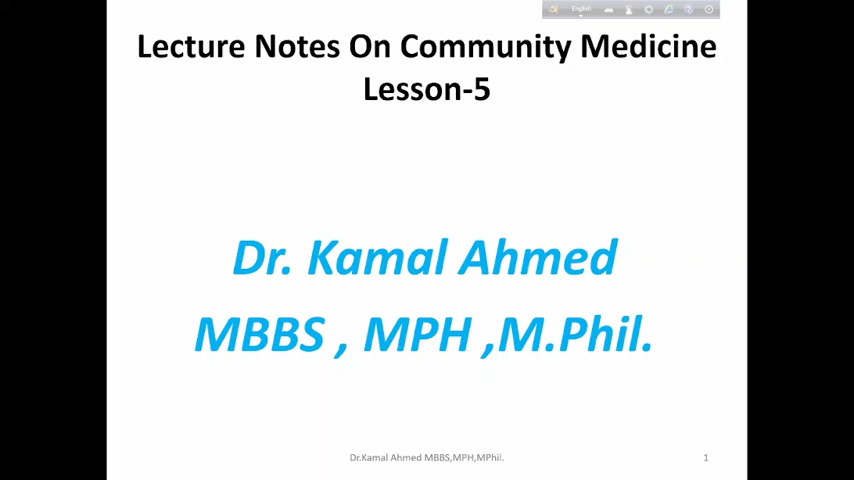 English
Lecture Notes On Community Medicine
Lesson-5
Dr. Kamal Ahmed
MBBS , MPH ,M.Phil.
Dr.Kamal Ahmed MBBS,MPH,MPhil.
1